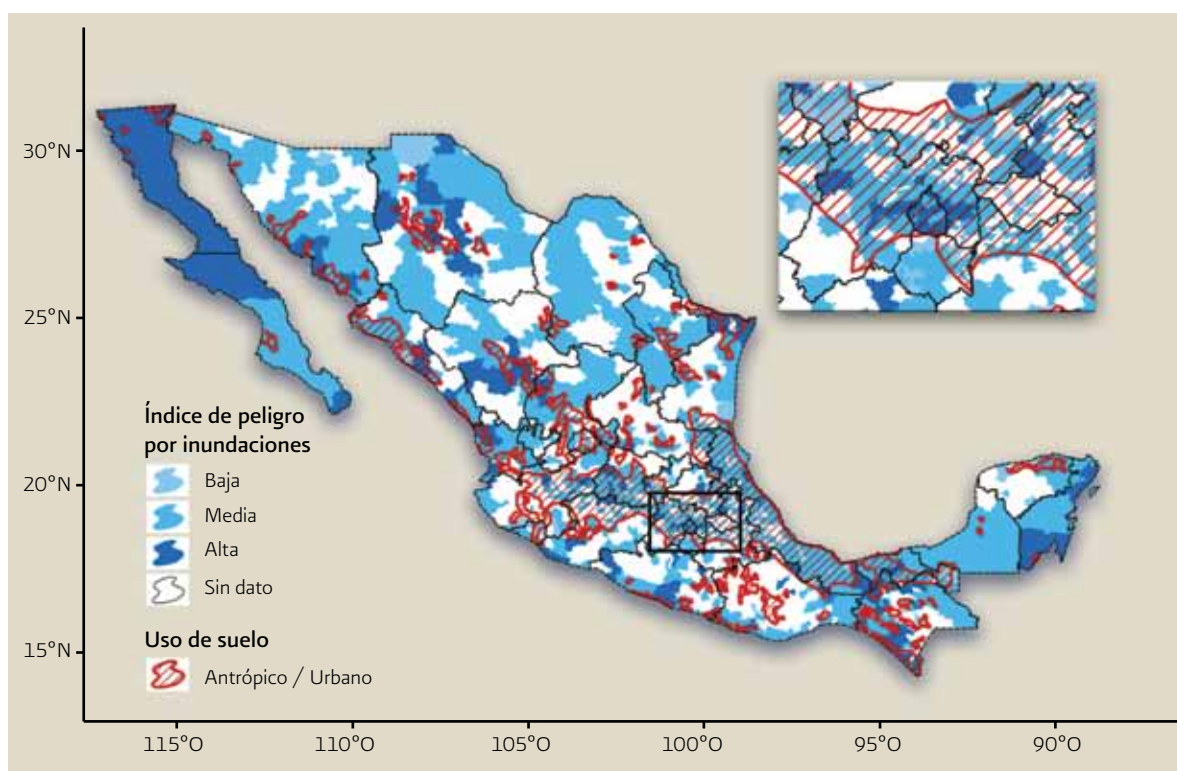 30°N
25°N
20°N
15°N
Índice de peligro
por inundaciones
Baja
Media
Alta
Sin dato
Uso de suelo
Antrópico / Urbano
115°O
110°O
105°O
100°O
95°O
90°O